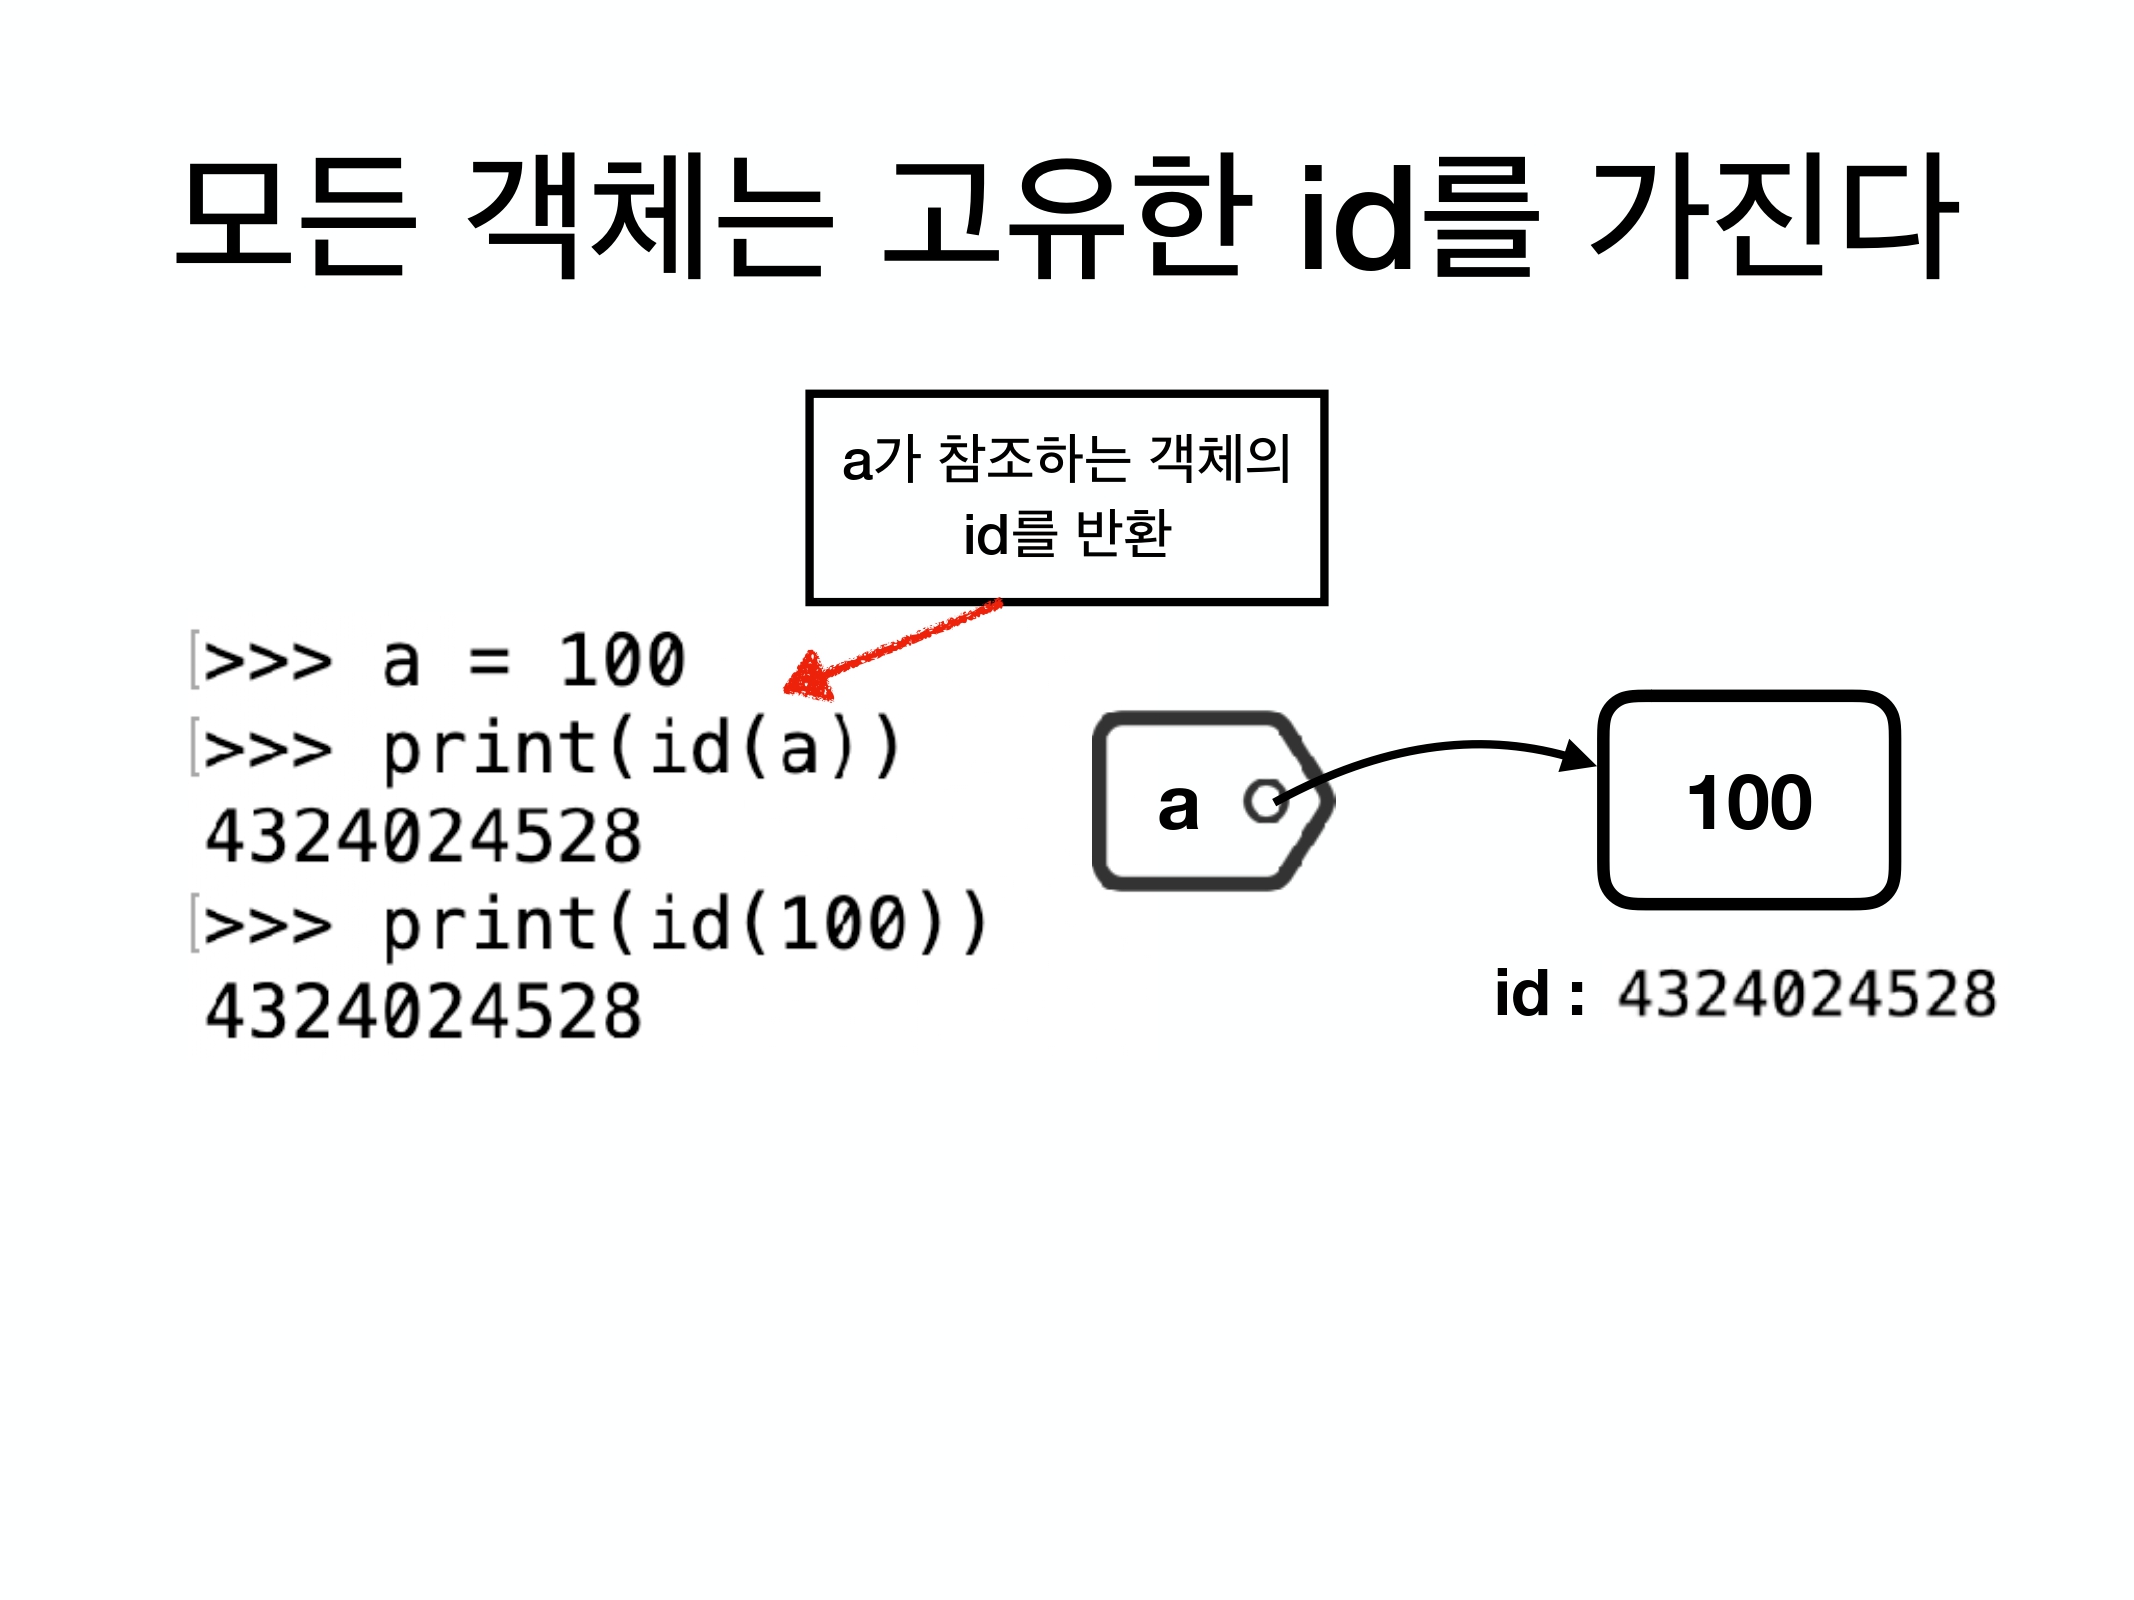 모든 객체는 고유한 id를 가진다
a가 참조하는 객체의
id를 반환
[>>> a = 100
[>>> print(id(a))
4324024528
[>>> print(id(100))
4324024528
a
100
id : 4324024528